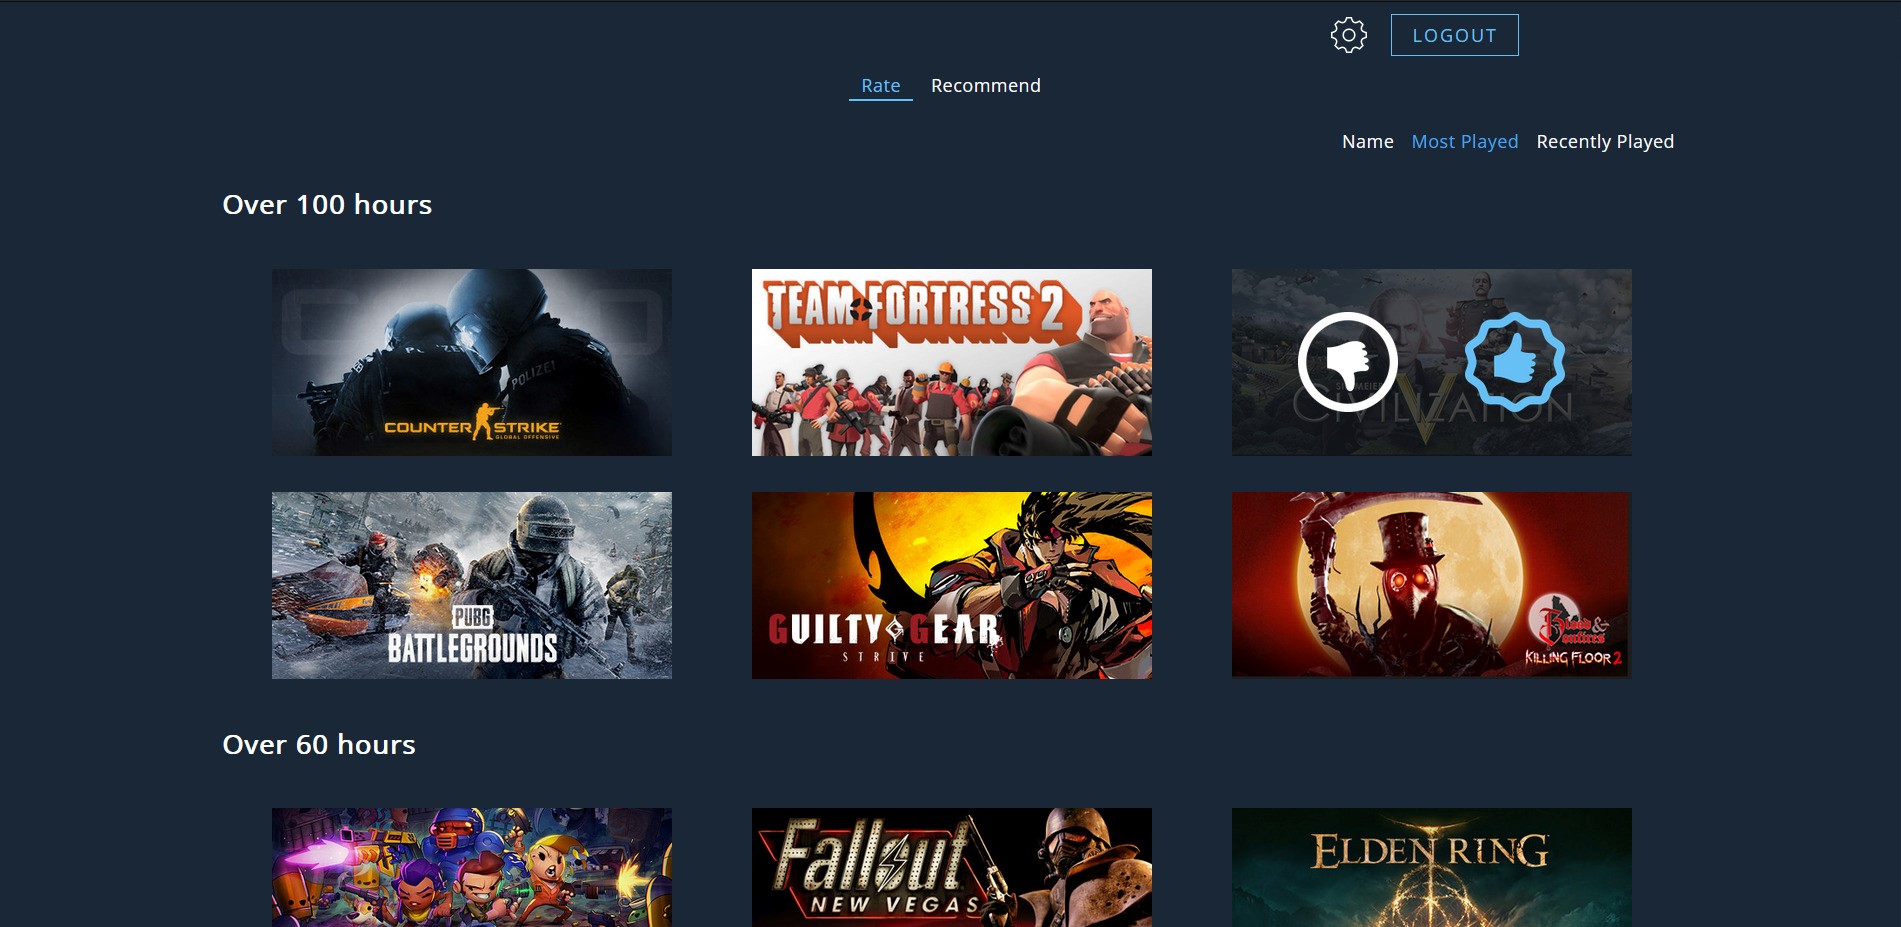 LOGOUT
Rate Recommend
Name Most Played Recently Played
Over 100 hours
POLIZEI
COUNTER STRIKE
GLOBAL OFFENSIVE
TEAM FORTRESS 2
SID MEIER'S
CIVILIZATION
V
PUBG
BATTLEGROUNDS
GUILTY GEAR
STRIVE
Blood &
Bonfires
KILLING FLOOR 2
Over 60 hours
Fallout
NEW VEGAS
ELDEN RING